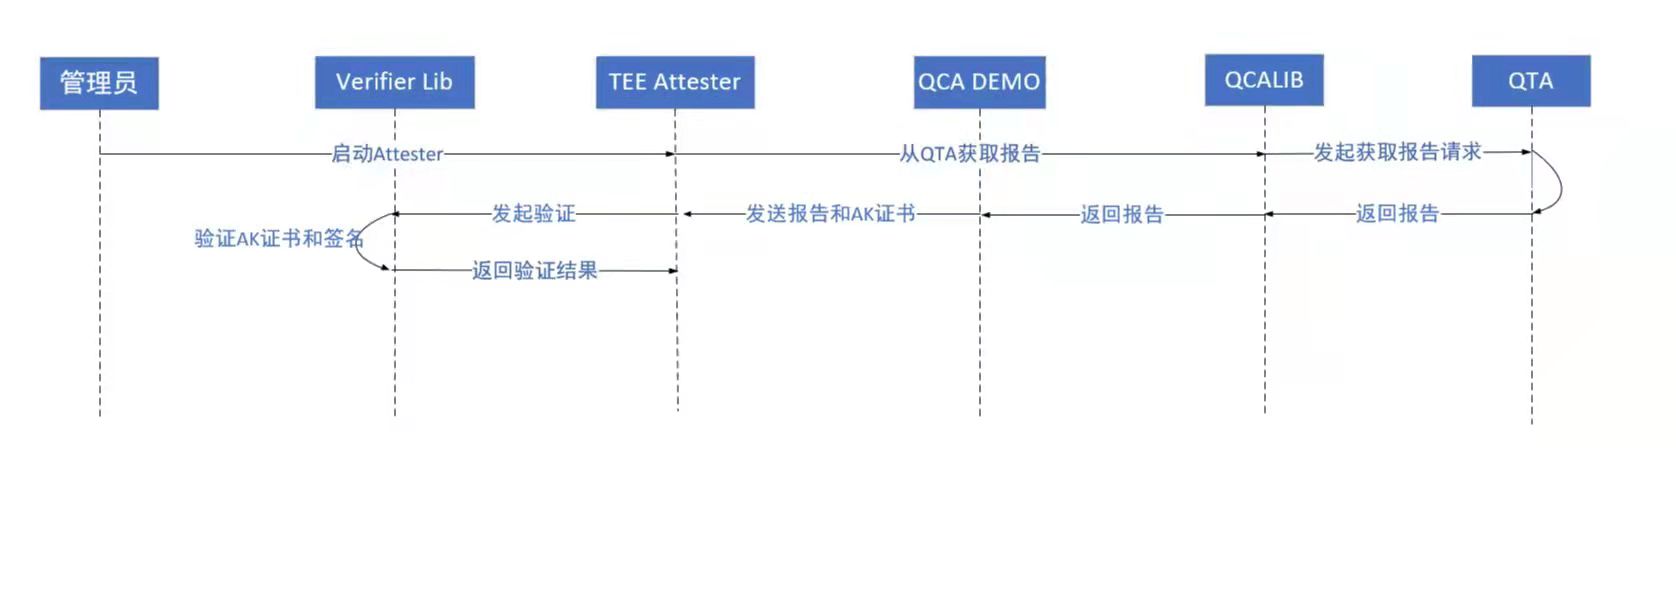 管理员
Verifier Lib
TEE Attester
QCA DEMO
QCALIB
QTA
启动Attester
从QTA获取报告
发起获取报告请求
发起验证
发送报告和AK证书
返回报告
返回报告
验证AK证书和签名
返回验证结果